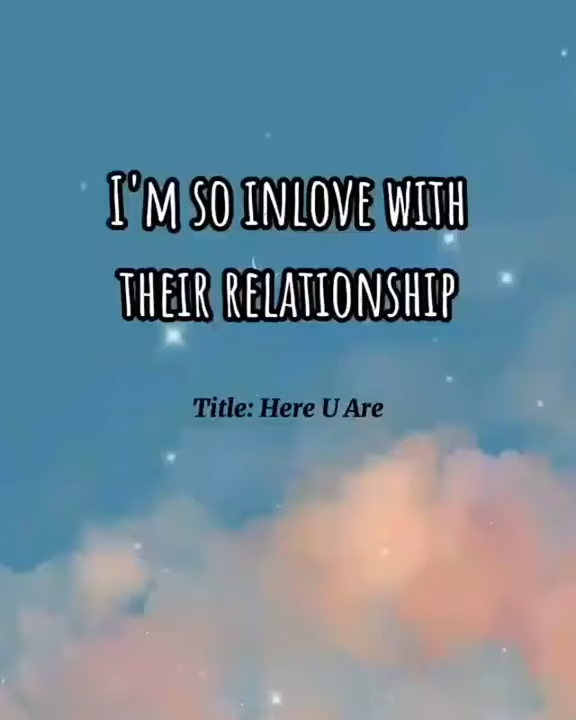 I'M SO INLOVE WITH
THEIR RELATIONSHIP
Title: Here U Are